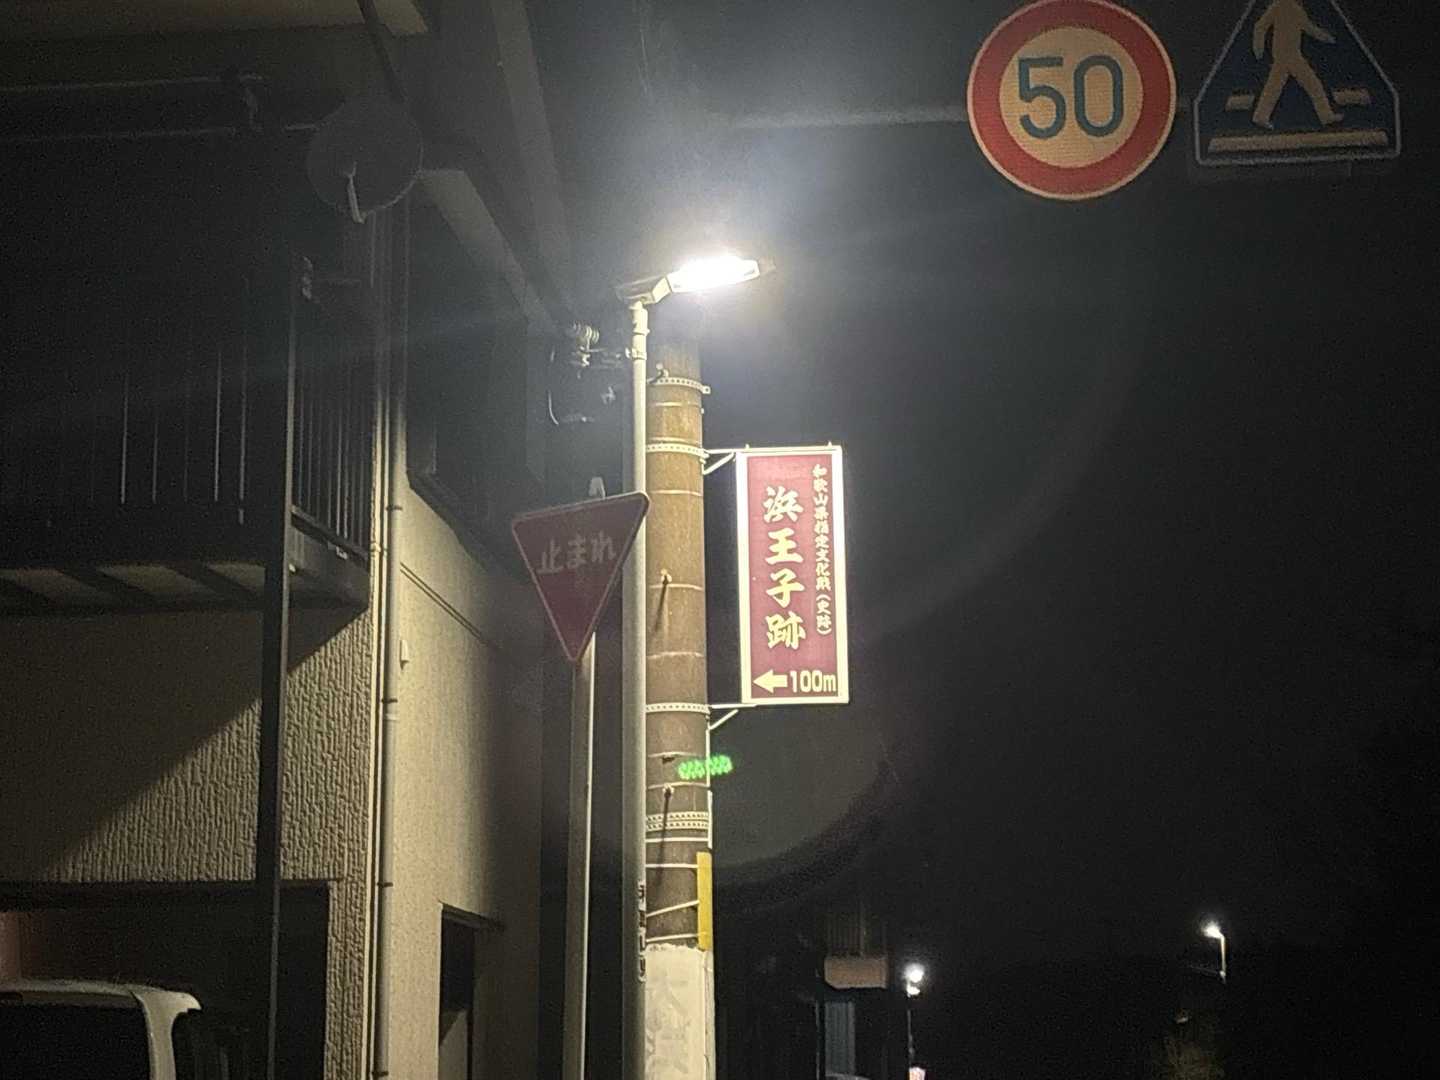 50
和歌山県指定文化財(史跡)
浜王子跡
←100m
止まれ